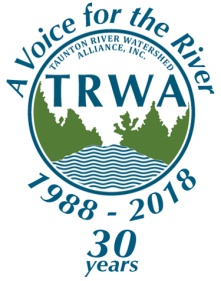 A Voice for the River
TAUNTON RIVER WATERSHED
ALLIANCE, INC.
TRWA
1988 - 2018
30
years